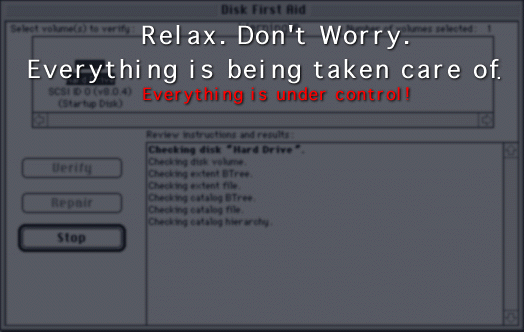 Disk First Aid
Select volume(s) to verify:
Number of volumes selected: 1
Relax. Don't Worry.
Everything is being taken care of.
Everything is under control!
SCSI ID 0 (v8.0.4)
(Startup Disk)
Review instructions and results:
Checking disk “Hard Drive”.
Checking disk volume.
Checking extent BTree.
Checking extent file.
Checking catalog BTree.
Checking catalog file.
Checking catalog hierarchy.
Verify
Repair
Stop